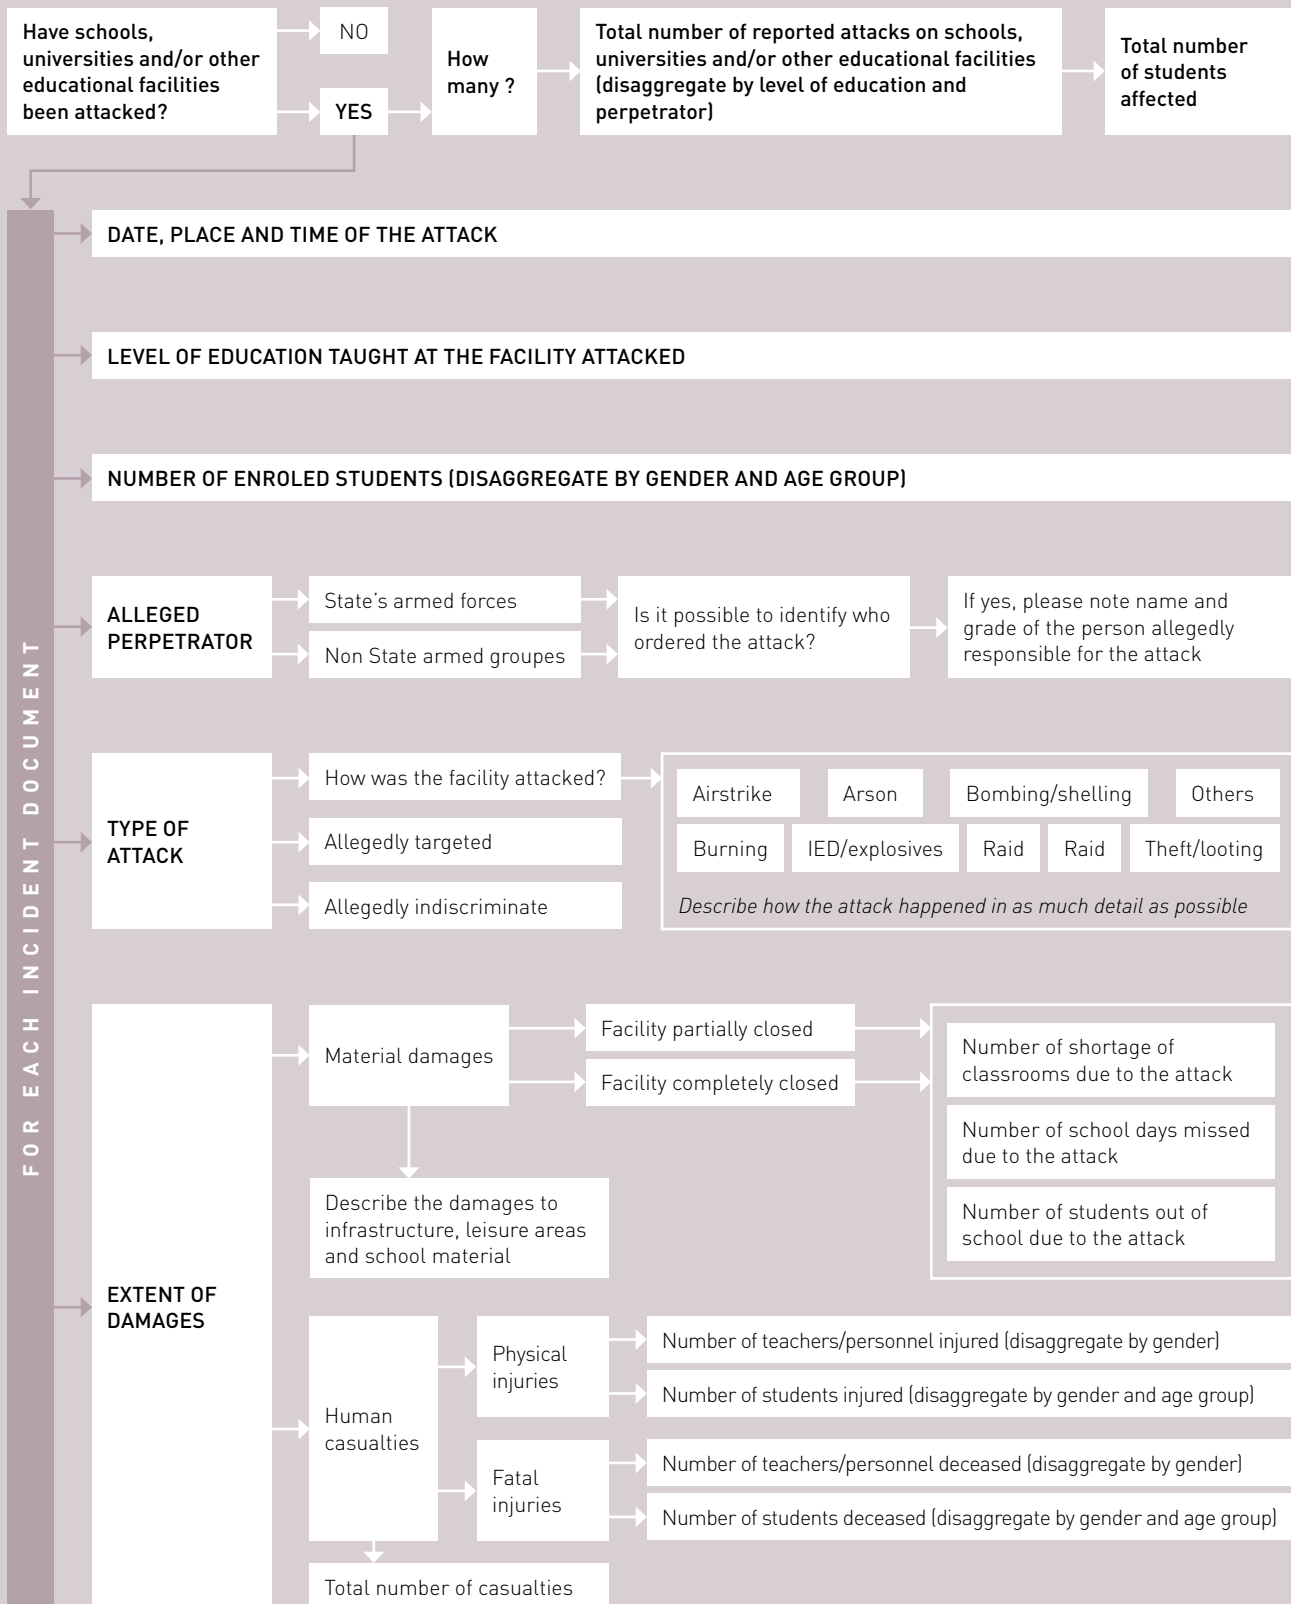 Have schools,
universities and/or other
educational facilities
been attacked?
NO
YES
How
many ?
Total number of reported attacks on schools,
universities and/or other educational facilities
(disaggregate by level of education and
perpetrator)
Total number
of students
affected
FOR EACH INCIDENT DOCUMENT
DATE, PLACE AND TIME OF THE ATTACK
LEVEL OF EDUCATION TAUGHT AT THE FACILITY ATTACKED
NUMBER OF ENROLED STUDENTS (DISAGGREGATE BY GENDER AND AGE GROUP)
ALLEGED
PERPETRATOR
State’s armed forces
Non State armed groupes
Is it possible to identify who
ordered the attack?
If yes, please note name and
grade of the person allegedly
responsible for the attack
TYPE OF
ATTACK
How was the facility attacked?
Allegedly targeted
Allegedly indiscriminate
Airstrike
Arson
Bombing/shelling
Others
Burning
IED/explosives
Raid
Raid
Theft/looting
Describe how the attack happened in as much detail as possible
EXTENT OF
DAMAGES
Material damages
Facility partially closed
Facility completely closed
Number of shortage of
classrooms due to the attack
Number of school days missed
due to the attack
Number of students out of
school due to the attack
Describe the damages to
infrastructure, leisure areas
and school material
Human
casualties
Physical
injuries
Number of teachers/personnel injured (disaggregate by gender)
Number of students injured (disaggregate by gender and age group)
Fatal
injuries
Number of teachers/personnel deceased (disaggregate by gender)
Number of students deceased (disaggregate by gender and age group)
Total number of casualties